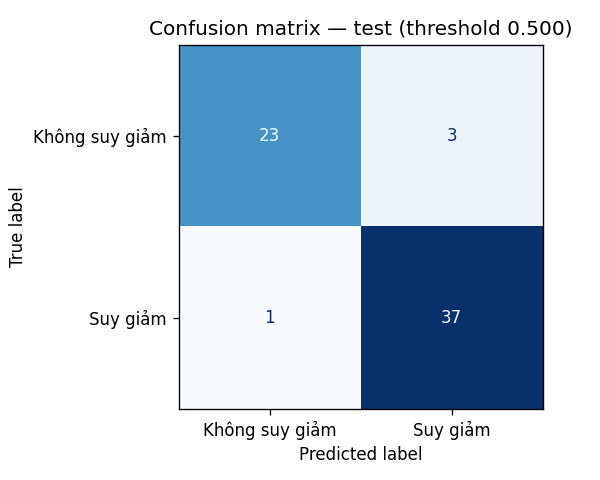 Confusion matrix — test (threshold 0.500)
True label
Không suy giảm
23
3
Suy giảm
1
37
Không suy giảm
Suy giảm
Predicted label